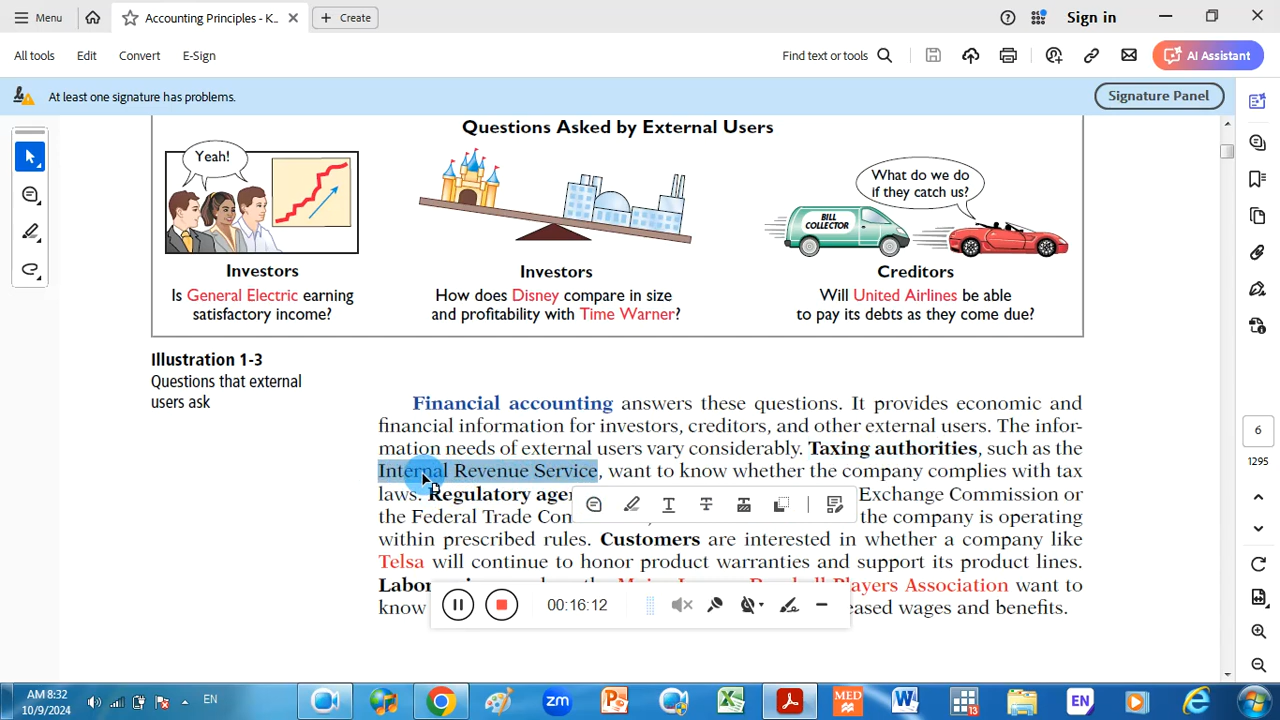 Menu
Accounting Principles - K...
Create
Sign in
All tools
Edit
Convert
E-Sign
Find text or tools
AI Assistant
At least one signature has problems.
Signature Panel
Questions Asked by External Users
Yeah!
What do we do
if they catch us?
BILL
COLLECTOR
Investors
Is General Electric earning
satisfactory income?
Investors
How does Disney compare in size
and profitability with Time Warner?
Creditors
Will United Airlines be able
to pay its debts as they come due?
Illustration 1-3
Questions that external
users ask
Financial accounting answers these questions. It provides economic and
financial information for investors, creditors, and other external users. The infor-
mation needs of external users vary considerably. Taxing authorities, such as the
Internal Revenue Service, want to know whether the company complies with tax
laws. Regulatory age Exchange Commission or
the Federal Trade Com the company is operating
within prescribed rules. Customers are interested in whether a company like
Telsa will continue to honor product warranties and support its product lines.
Labor Players Association want to
know eased wages and benefits.
00:16:12
6
1295
AM 8:32
10/9/2024
EN
zm
MED
13
EN